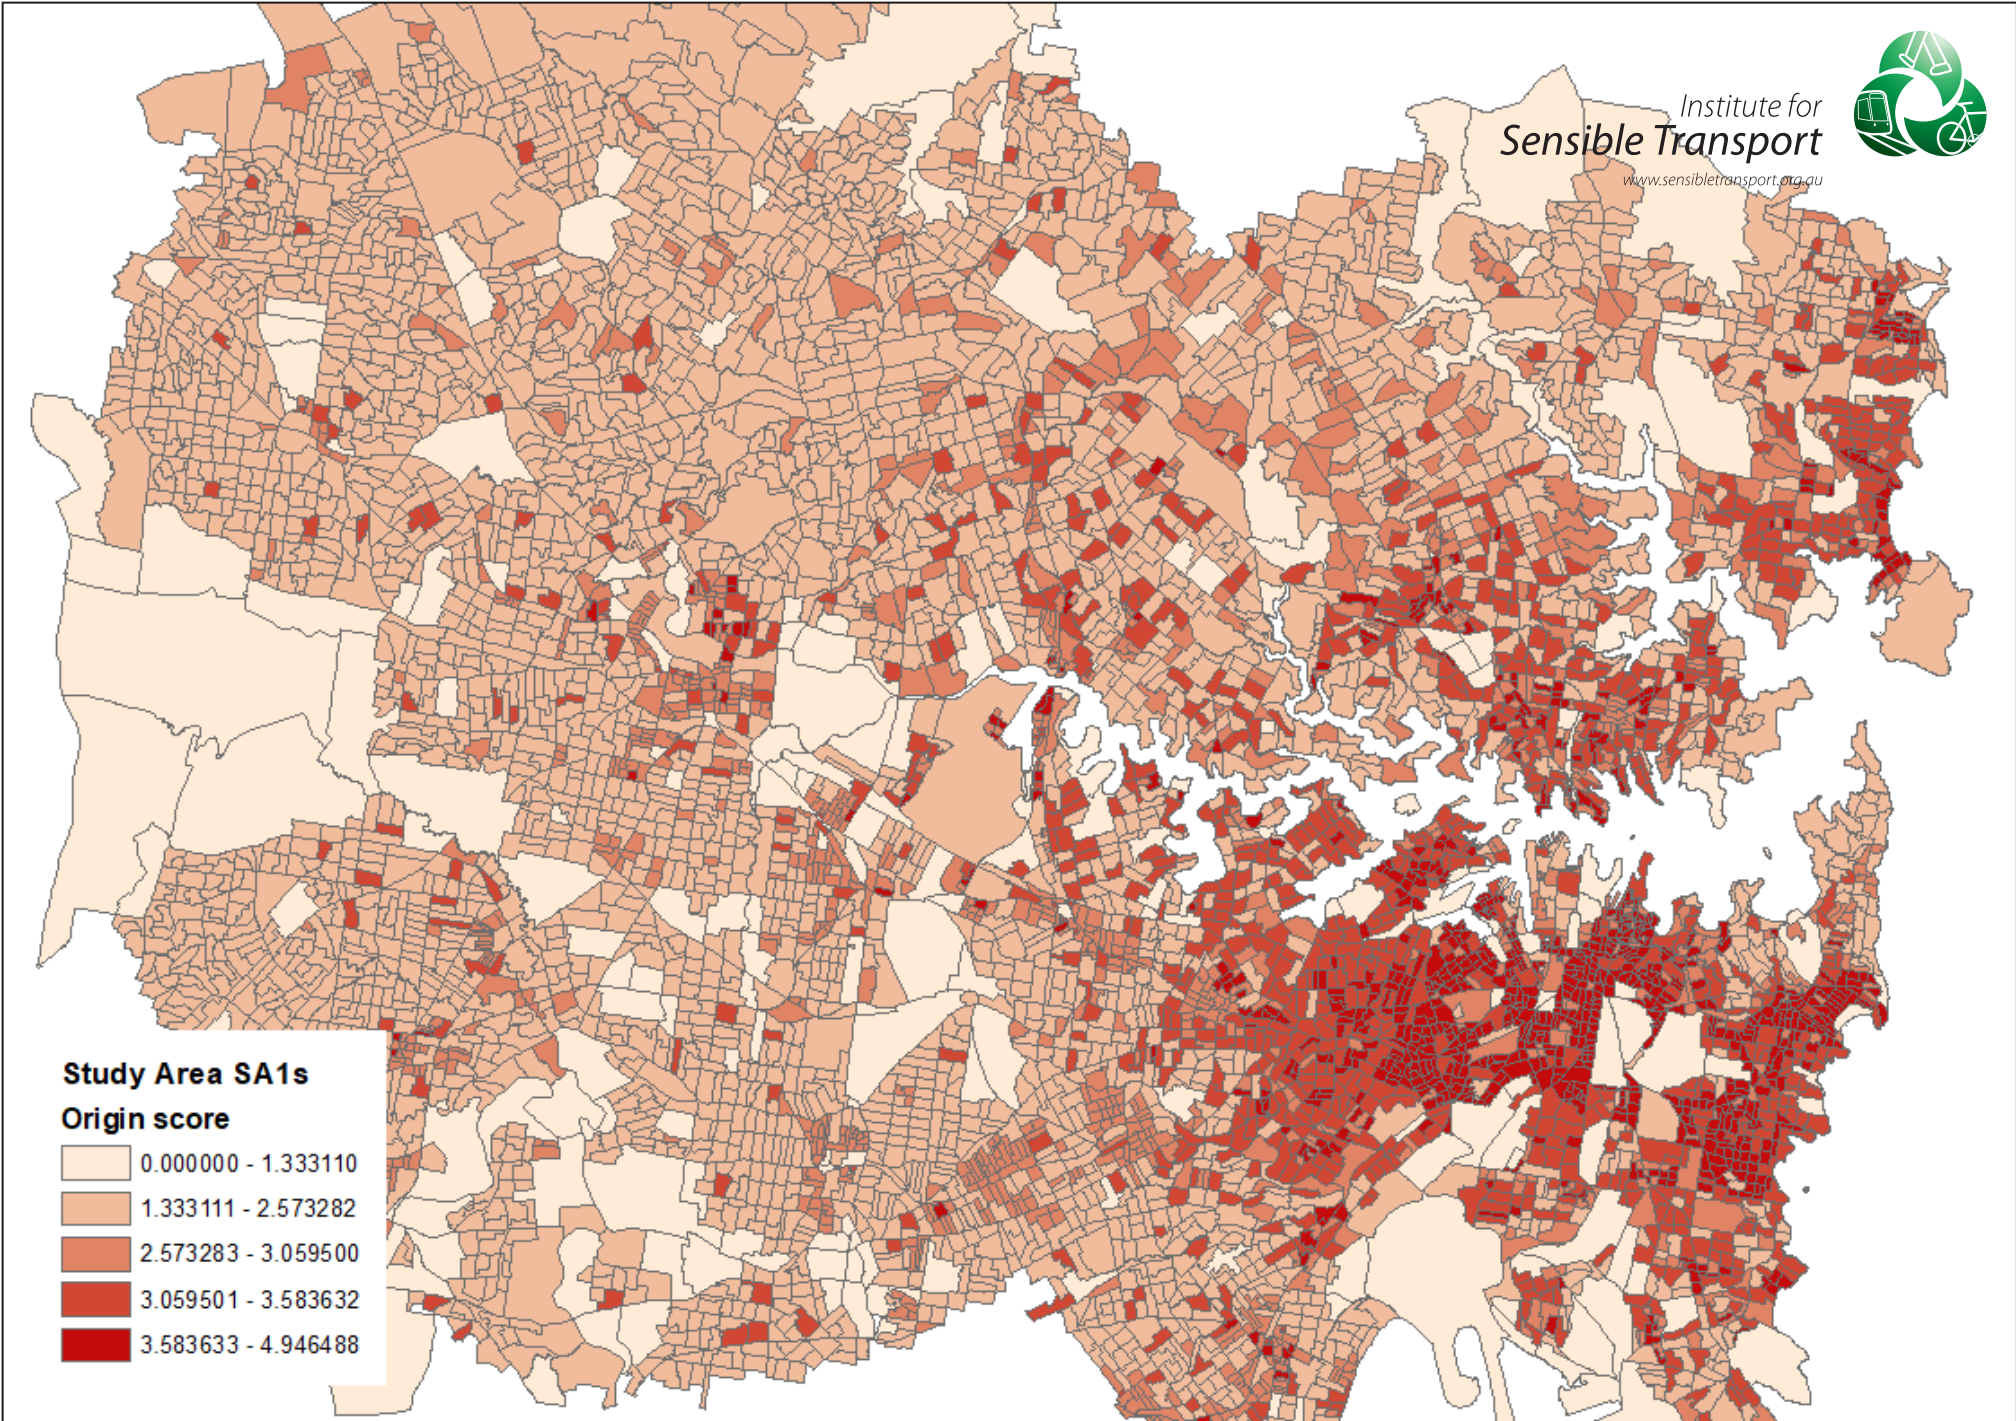 Institute for
Sensible Transport
www.sensibletransport.org.au
Study Area SA1s
Origin score
0.000000 - 1.333110
1.333111 - 2.573282
2.573283 - 3.059500
3.059501 - 3.583632
3.583633 - 4.946488